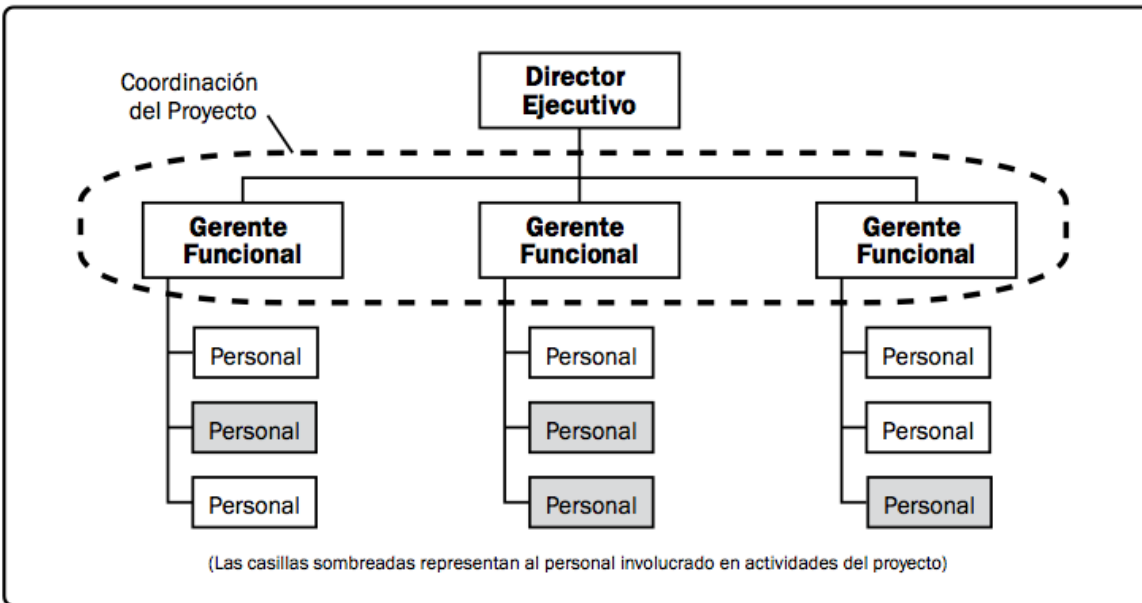 Coordinación
del Proyecto
Director
Ejecutivo
Gerente
Funcional
Gerente
Funcional
Gerente
Funcional
Personal
Personal
Personal
Personal
Personal
Personal
Personal
Personal
Personal
(Las casillas sombreadas representan al personal involucrado en actividades del proyecto)